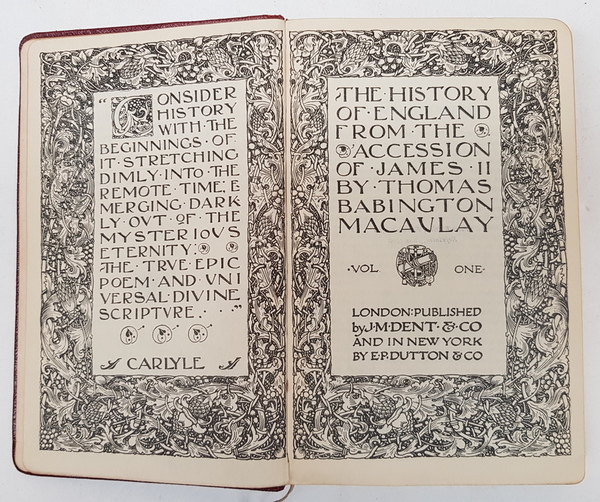 “CONSIDER
HISTORY
WITH·THE
BEGINNINGS·OF
IT·STRETCHING
DIMLY·INTO·THE
REMOTE·TIME; E
MERGING·DARK
LY·OVT·OF·THE
MYSTERIOVS
ETERNITY:
THE·TRVE·EPIC
POEM·AND·VNI
VERSAL·DIVINE
SCRIPTVRE. . . .”
CARLYLE
THE·HISTORY
OF·ENGLAND
FROM·THE
ACCESSION
OF·JAMES·II
BY·THOMAS
BABINGTON
MACAVLAY
·VOL ONE·
LONDON:PUBLISHED
by·J·M·DENT·&·CO
AND IN NEW YORK
BY E·P·DUTTON & CO